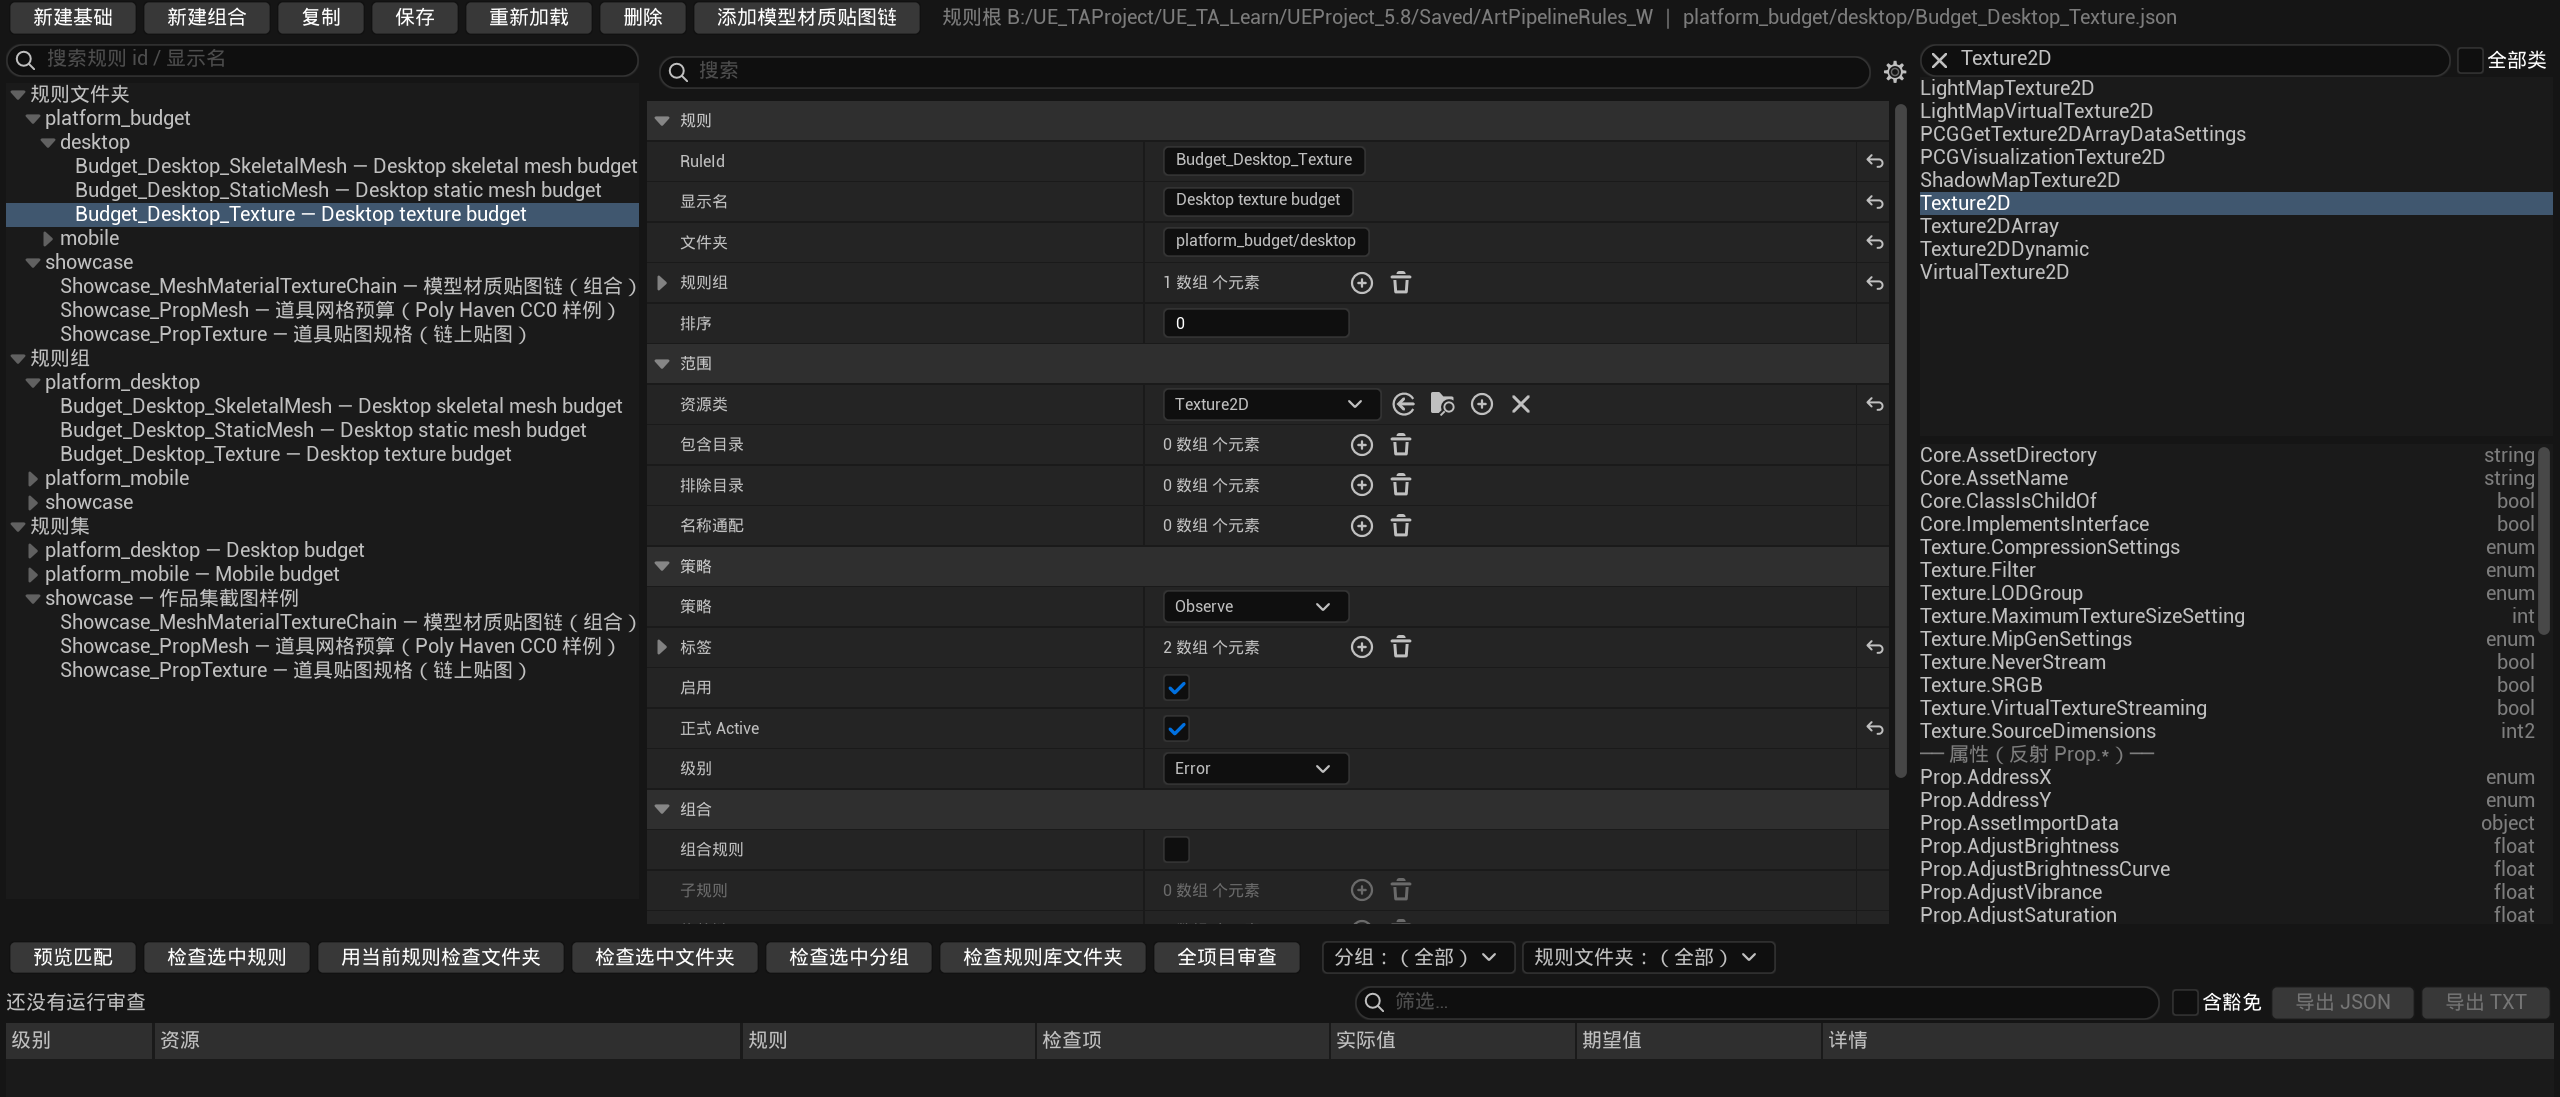 新建基础 新建组合 复制 保存 重新加载 删除 添加模型材质贴图链 规则根 B:/UE_TAProject/UE_TA_Learn/UEProject_5.8/Saved/ArtPipelineRules_W | platform_budget/desktop/Budget_Desktop_Texture.json
搜索规则 id / 显示名
规则文件夹
platform_budget
desktop
Budget_Desktop_SkeletalMesh — Desktop skeletal mesh budget
Budget_Desktop_StaticMesh — Desktop static mesh budget
Budget_Desktop_Texture — Desktop texture budget
mobile
showcase
Showcase_MeshMaterialTextureChain — 模型材质贴图链（组合）
Showcase_PropMesh — 道具网格预算（Poly Haven CC0 样例）
Showcase_PropTexture — 道具贴图规格（链上贴图）
规则组
platform_desktop
Budget_Desktop_SkeletalMesh — Desktop skeletal mesh budget
Budget_Desktop_StaticMesh — Desktop static mesh budget
Budget_Desktop_Texture — Desktop texture budget
platform_mobile
showcase
规则集
platform_desktop — Desktop budget
platform_mobile — Mobile budget
showcase — 作品集截图样例
Showcase_MeshMaterialTextureChain — 模型材质贴图链（组合）
Showcase_PropMesh — 道具网格预算（Poly Haven CC0 样例）
Showcase_PropTexture — 道具贴图规格（链上贴图）
搜索
规则
RuleId Budget_Desktop_Texture
显示名 Desktop texture budget
文件夹 platform_budget/desktop
规则组 1 数组 个元素
排序 0
范围
资源类 Texture2D
包含目录 0 数组 个元素
排除目录 0 数组 个元素
名称通配 0 数组 个元素
策略
策略 Observe
标签 2 数组 个元素
启用
正式 Active
级别 Error
组合
组合规则
子规则 0 数组 个元素
Texture2D 全部类
LightMapTexture2D
LightMapVirtualTexture2D
PCGGetTexture2DArrayDataSettings
PCGVisualizationTexture2D
ShadowMapTexture2D
Texture2D
Texture2DArray
Texture2DDynamic
VirtualTexture2D
Core.AssetDirectory string
Core.AssetName string
Core.ClassIsChildOf bool
Core.ImplementsInterface bool
Texture.CompressionSettings enum
Texture.Filter enum
Texture.LODGroup enum
Texture.MaximumTextureSizeSetting int
Texture.MipGenSettings enum
Texture.NeverStream bool
Texture.SRGB bool
Texture.VirtualTextureStreaming bool
Texture.SourceDimensions int2
── 属性（反射 Prop.*）──
Prop.AddressX enum
Prop.AddressY enum
Prop.AssetImportData object
Prop.AdjustBrightness float
Prop.AdjustBrightnessCurve float
Prop.AdjustVibrance float
Prop.AdjustSaturation float
预览匹配 检查选中规则 用当前规则检查文件夹 检查选中文件夹 检查选中分组 检查规则库文件夹 全项目审查 分组：（全部） 规则文件夹：（全部）
还没有运行审查 筛选... 含豁免 导出 JSON 导出 TXT
级别 资源 规则 检查项 实际值 期望值 详情